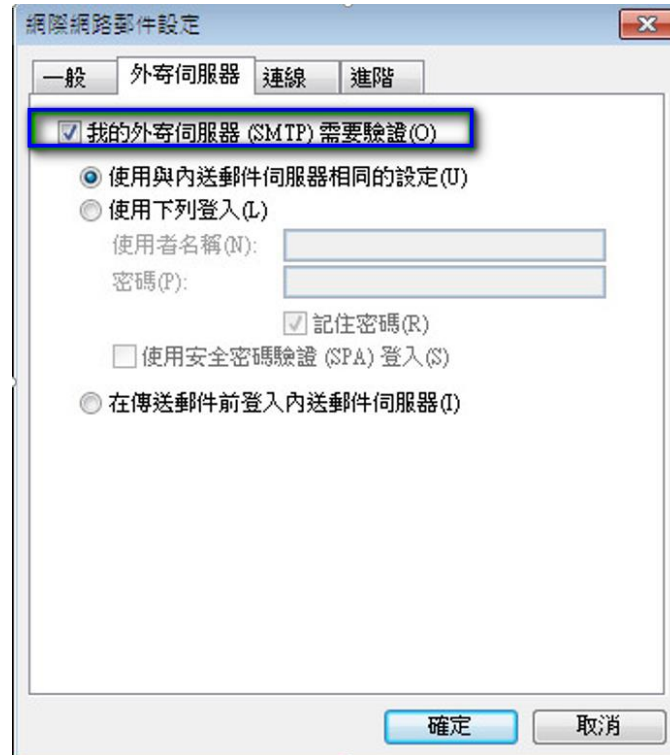 網際網路郵件設定
一般 外寄伺服器 連線 進階
我的外寄伺服器 (SMTP) 需要驗證(O)
使用與內送郵件伺服器相同的設定(U)
使用下列登入(L)
使用者名稱(N):
密碼(P):
記住密碼(R)
使用安全密碼驗證 (SPA) 登入(S)
在傳送郵件前登入內送郵件伺服器(I)
確定 取消